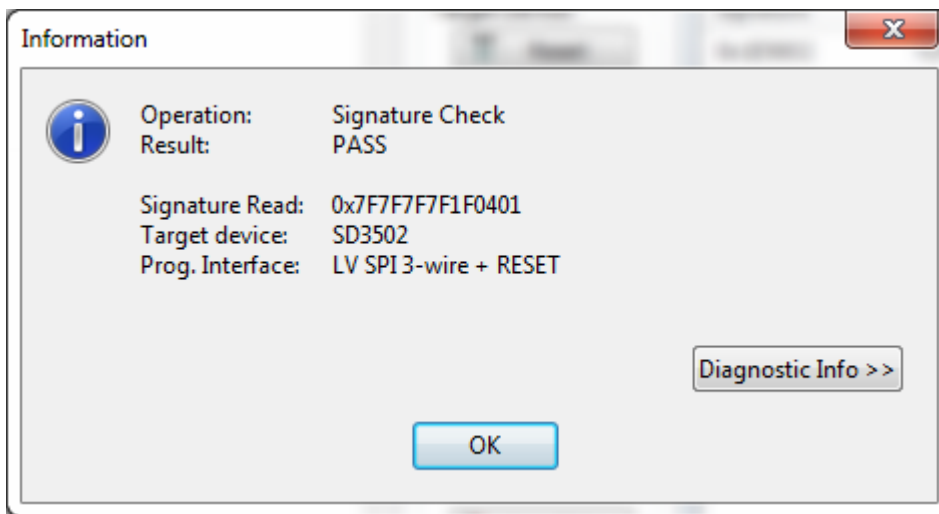 Information
Operation: Signature Check
Result: PASS
Signature Read: 0x7F7F7F7F1F0401
Target device: SD3502
Prog. Interface: LV SPI 3-wire + RESET
Diagnostic Info >>
OK